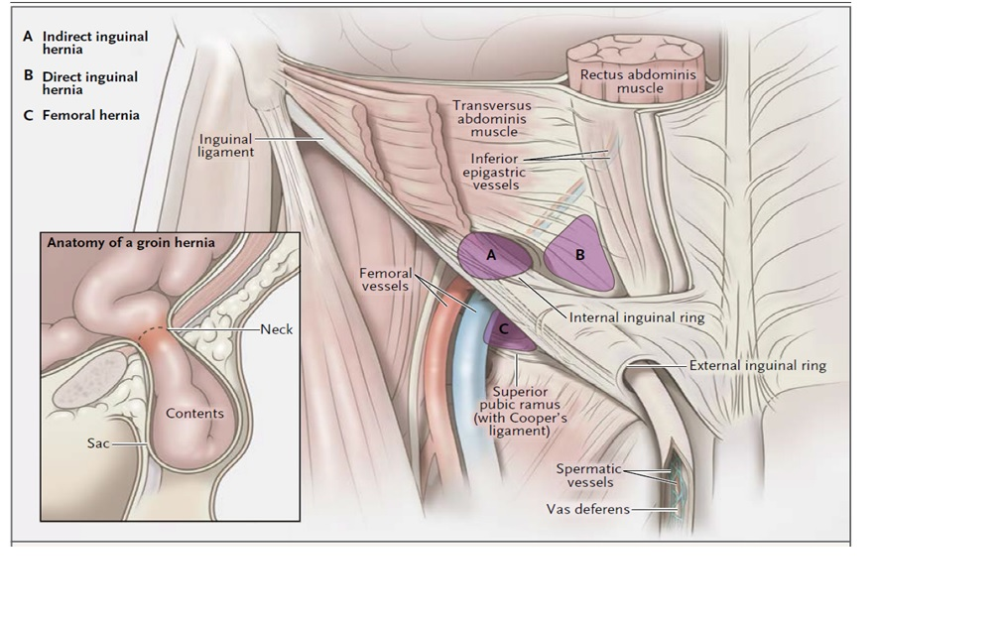 A Indirect inguinal
hernia
B Direct inguinal
hernia
C Femoral hernia
Rectus abdominis
muscle
Transversus
abdominis
muscle
Inguinal
ligament
Inferior
epigastric
vessels
Anatomy of a groin hernia
A
B
Femoral
vessels
Internal inguinal ring
C
Neck
External inguinal ring
Superior
pubic ramus
(with Cooper's
ligament)
Contents
Sac
Spermatic
vessels
Vas deferens